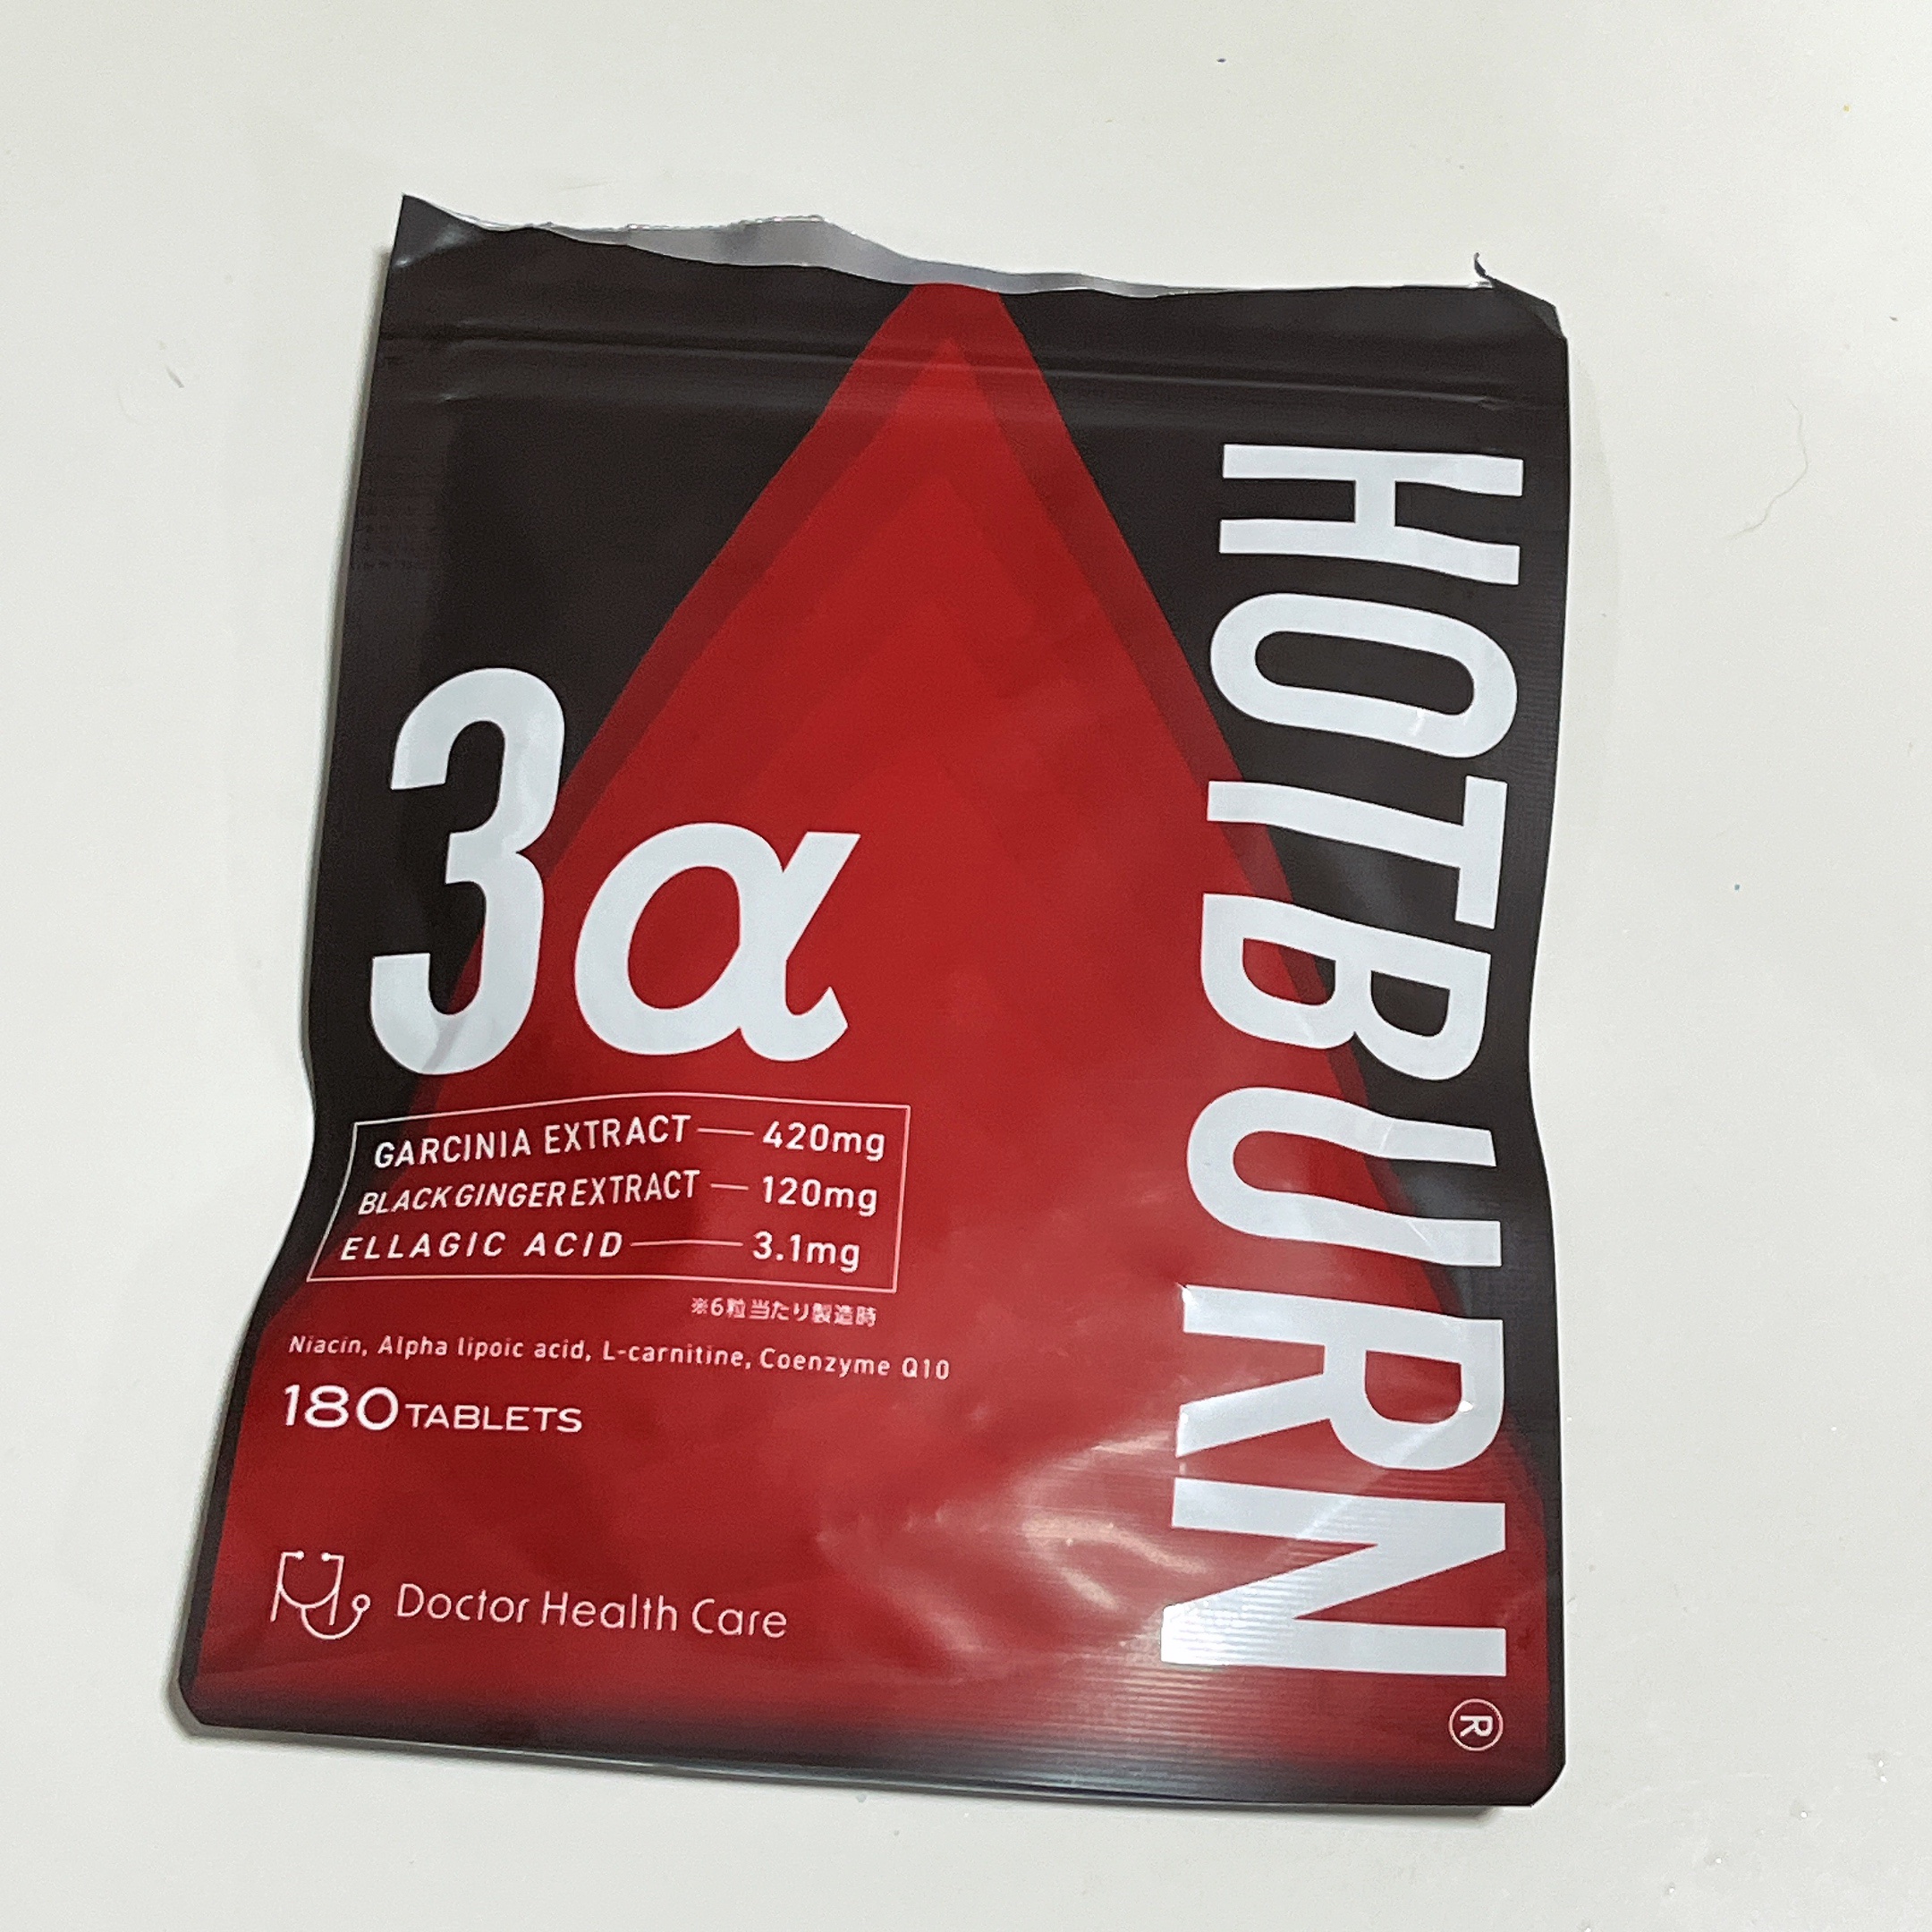 HOTBURN®
3α
GARCINIA EXTRACT — 420mg
BLACK GINGER EXTRACT — 120mg
ELLAGIC ACID — 3.1mg
※6粒当たり製造時
Niacin, Alpha lipoic acid, L-carnitine, Coenzyme Q10
180 TABLETS
Doctor Health Care